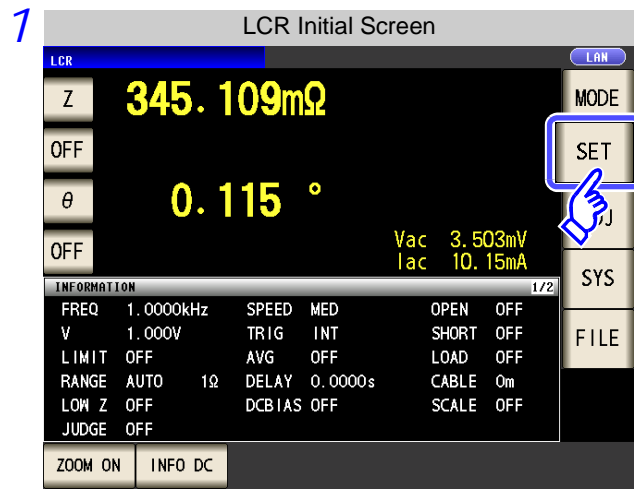 1
LCR Initial Screen
LCR
LAN
Z 345.109mΩ
MODE
OFF
SET
θ 0.115 °
OFF
Vac 3.503mV
Iac 10.15mA
SYS
INFORMATION 1/2
FREQ 1.0000kHz SPEED MED OPEN OFF
V 1.000V TRIG INT SHORT OFF
FILE
LIMIT OFF AVG OFF LOAD OFF
RANGE AUTO 1Ω DELAY 0.0000s CABLE 0m
LOW Z OFF DCBIAS OFF SCALE OFF
JUDGE OFF
ZOOM ON INFO DC